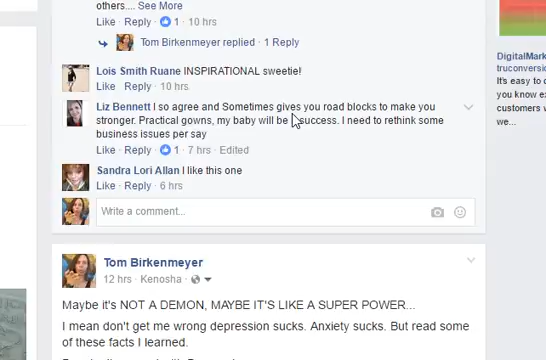 others.... See More
Like · Reply · 1 · 10 hrs
Tom Birkenmeyer replied · 1 Reply
Lois Smith Ruane INSPIRATIONAL sweetie!
Like · Reply · 10 hrs
Liz Bennett I so agree and Sometimes gives you road blocks to make you
stronger. Practical gowns, my baby will be success. I need to rethink some
business issues per say
Like · Reply · 1 · 7 hrs · Edited
Sandra Lori Allan I like this one
Like · Reply · 6 hrs
Write a comment...
Tom Birkenmeyer
12 hrs · Kenosha ·
Maybe it's NOT A DEMON, MAYBE IT'S LIKE A SUPER POWER...
I mean don't get me wrong depression sucks. Anxiety sucks. But read some
of these facts I learned.
DigitalMark
truconversion
It's easy to c
you know ex
customers v
we...